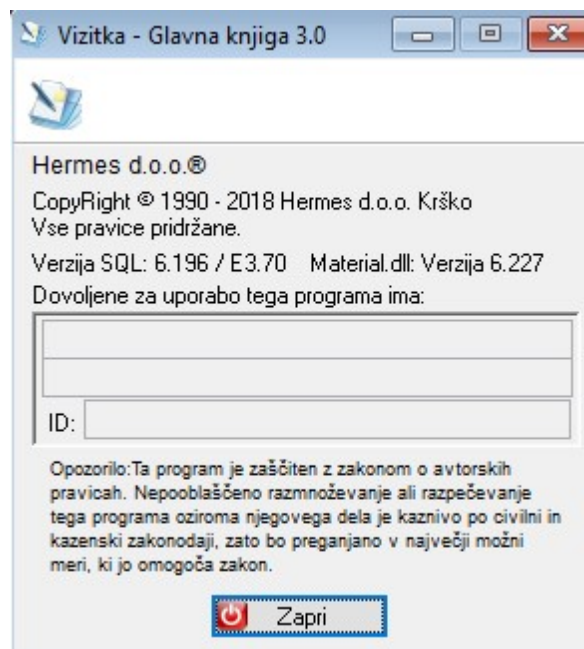 Vizitka - Glavna knjiga 3.0
Hermes d.o.o.®
CopyRight © 1990 - 2018 Hermes d.o.o. Krško
Vse pravice pridržane.
Verzija SQL: 6.196 / E3.70 Material.dll: Verzija 6.227
Dovoljene za uporabo tega programa ima:
ID:
Opozorilo:Ta program je zaščiten z zakonom o avtorskih
pravicah. Nepooblaščeno razmnoževanje ali razpečevanje
tega programa oziroma njegovega dela je kaznivo po civilni in
kazenski zakonodaji, zato bo preganjano v največji možni
meri, ki jo omogoča zakon.
Zapri